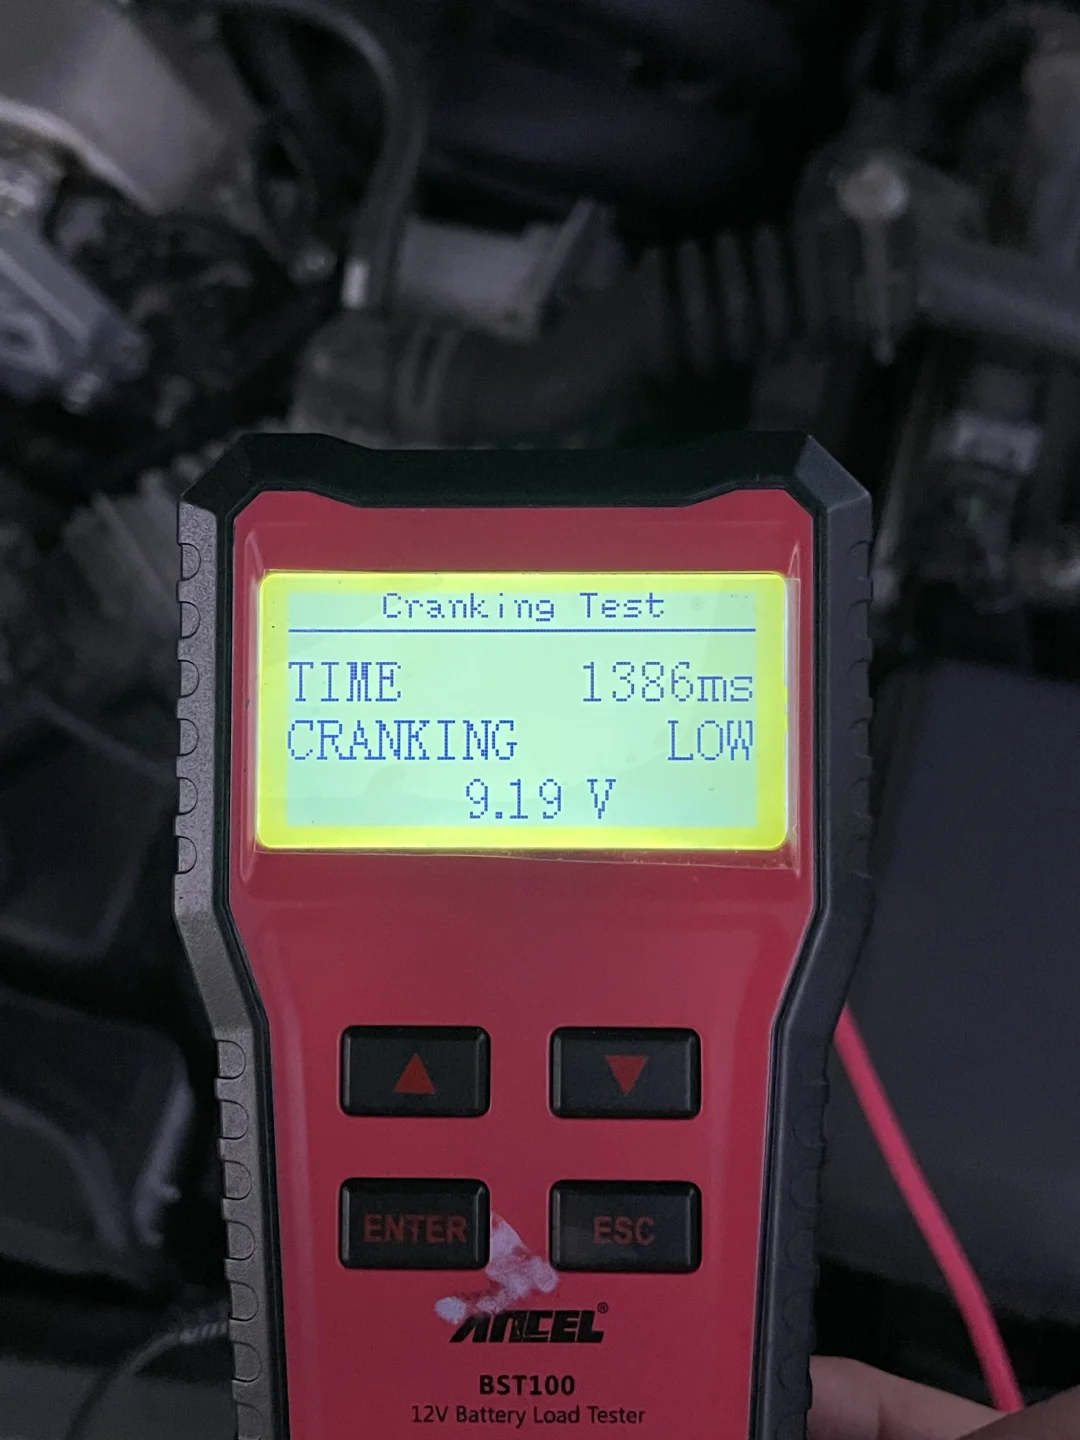 Cranking Test
TIME 1386ms
CRANKING LOW
9.19 V
ENTER ESC
ANCEL®
BST100
12V Battery Load Tester